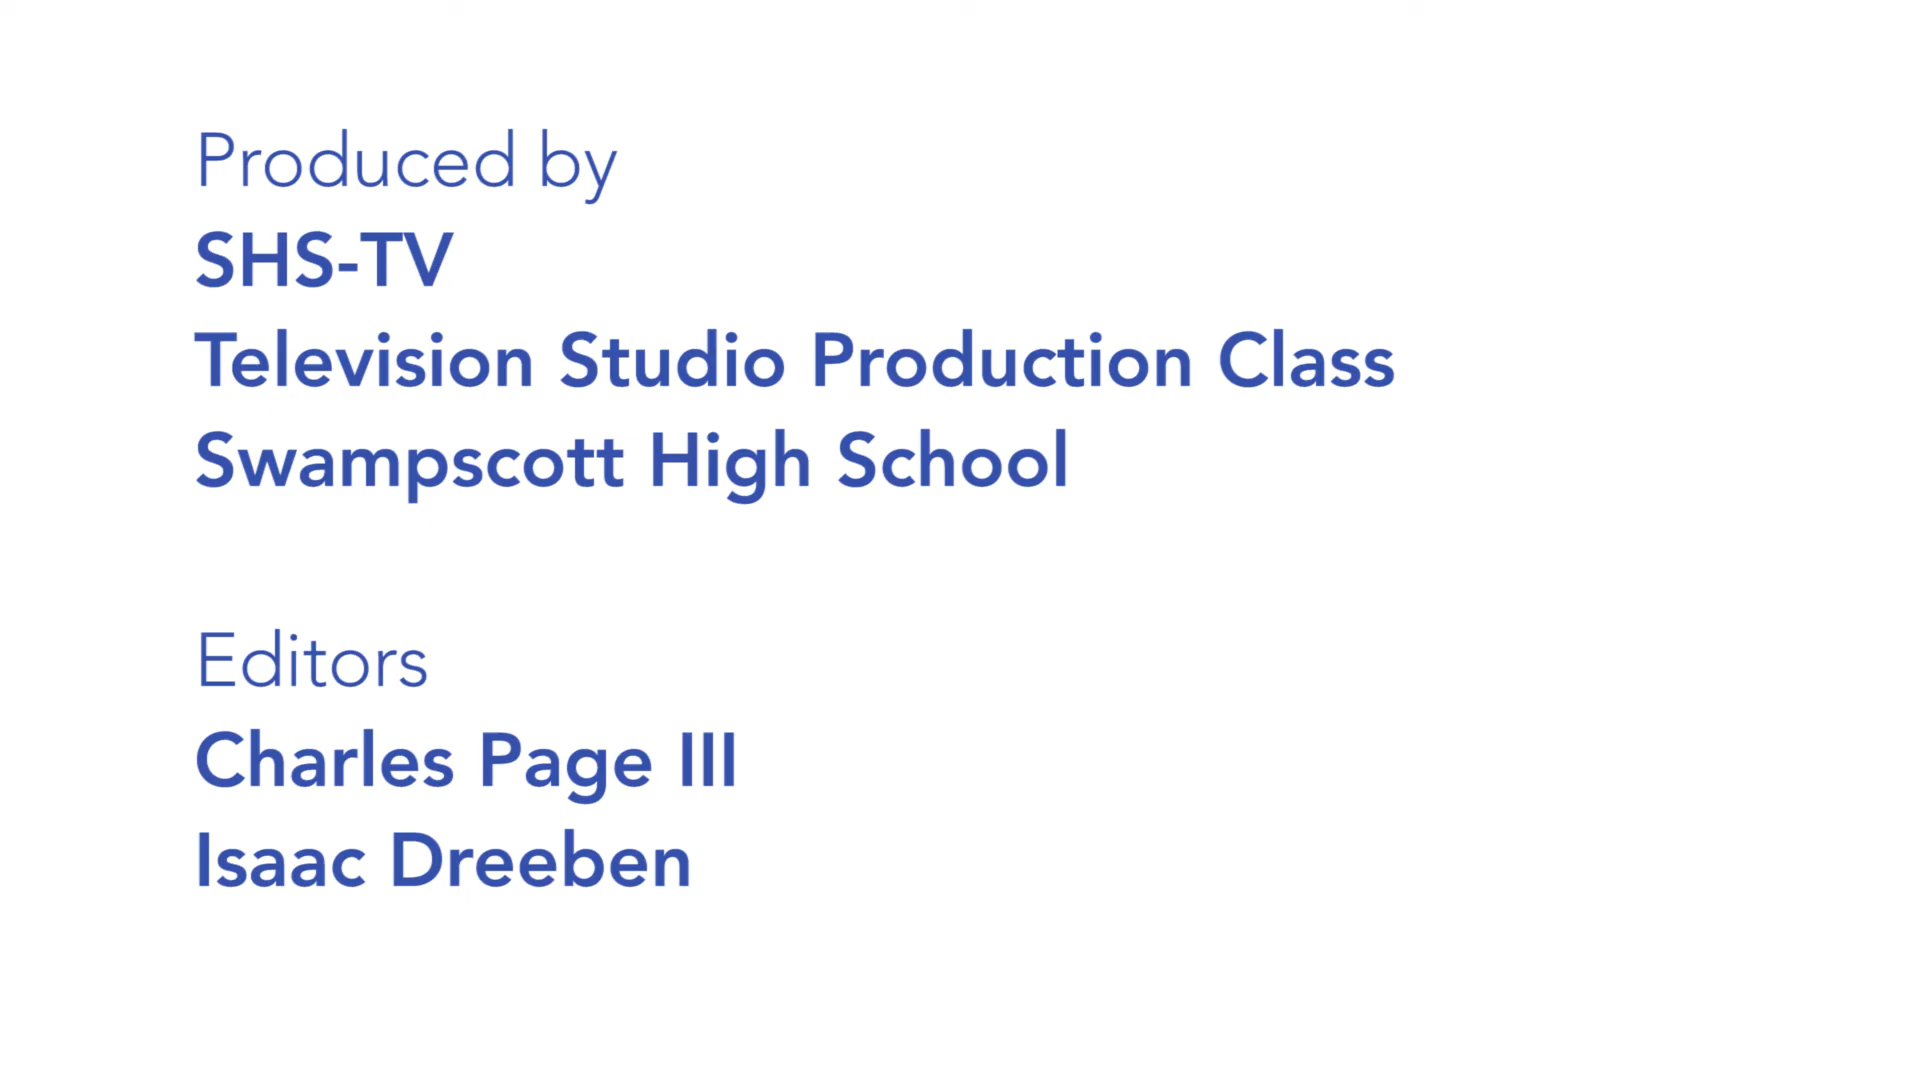 Produced by
SHS-TV
Television Studio Production Class
Swampscott High School
Editors
Charles Page III
Isaac Dreeben